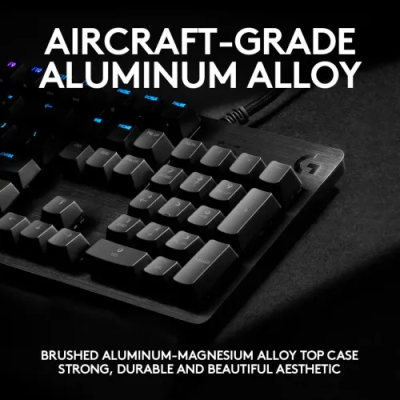 AIRCRAFT-GRADE
ALUMINUM ALLOY
BRUSHED ALUMINUM-MAGNESIUM ALLOY TOP CASE
STRONG, DURABLE AND BEAUTIFUL AESTHETIC